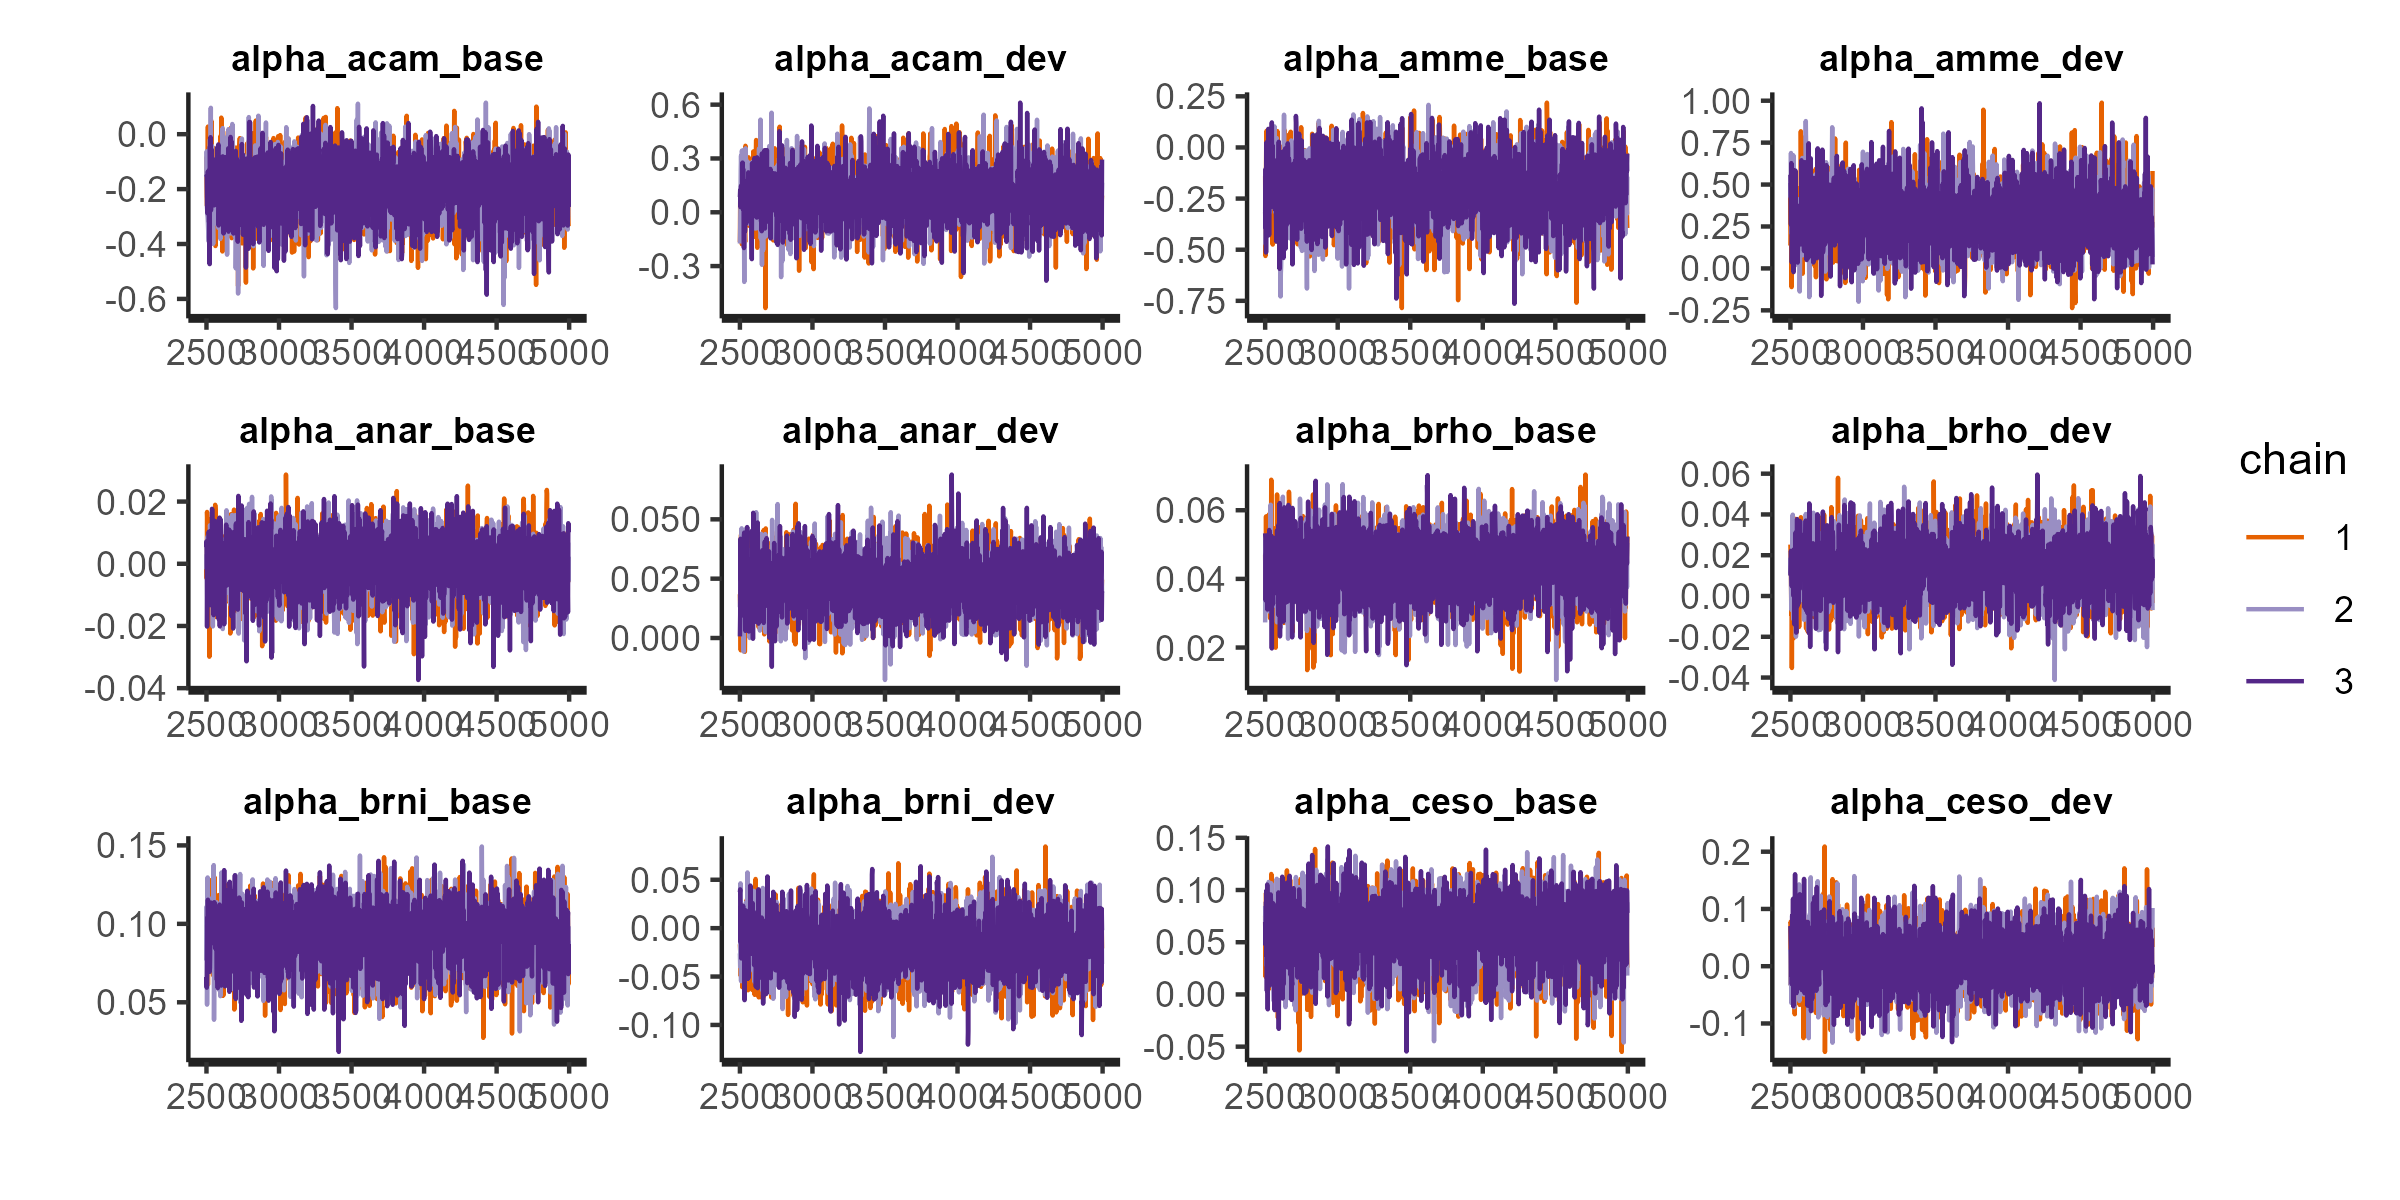 alpha_acam_base alpha_acam_dev alpha_amme_base alpha_amme_dev
0.0 -0.2 -0.4 -0.6
0.6 0.3 0.0 -0.3
0.25 0.00 -0.25 -0.50 -0.75
1.00 0.75 0.50 0.25 0.00 -0.25
2500 3000 3500 4000 4500 5000 2500 3000 3500 4000 4500 5000 2500 3000 3500 4000 4500 5000 2500 3000 3500 4000 4500 5000
alpha_anar_base alpha_anar_dev alpha_brho_base alpha_brho_dev
0.02 0.00 -0.02 -0.04
0.050 0.025 0.000
0.06 0.04 0.02
0.06 0.04 0.02 0.00 -0.02 -0.04
2500 3000 3500 4000 4500 5000 2500 3000 3500 4000 4500 5000 2500 3000 3500 4000 4500 5000 2500 3000 3500 4000 4500 5000
alpha_brni_base alpha_brni_dev alpha_ceso_base alpha_ceso_dev
0.15 0.10 0.05
0.05 0.00 -0.05 -0.10
0.15 0.10 0.05 0.00 -0.05
0.2 0.1 0.0 -0.1
2500 3000 3500 4000 4500 5000 2500 3000 3500 4000 4500 5000 2500 3000 3500 4000 4500 5000 2500 3000 3500 4000 4500 5000
chain
1
2
3